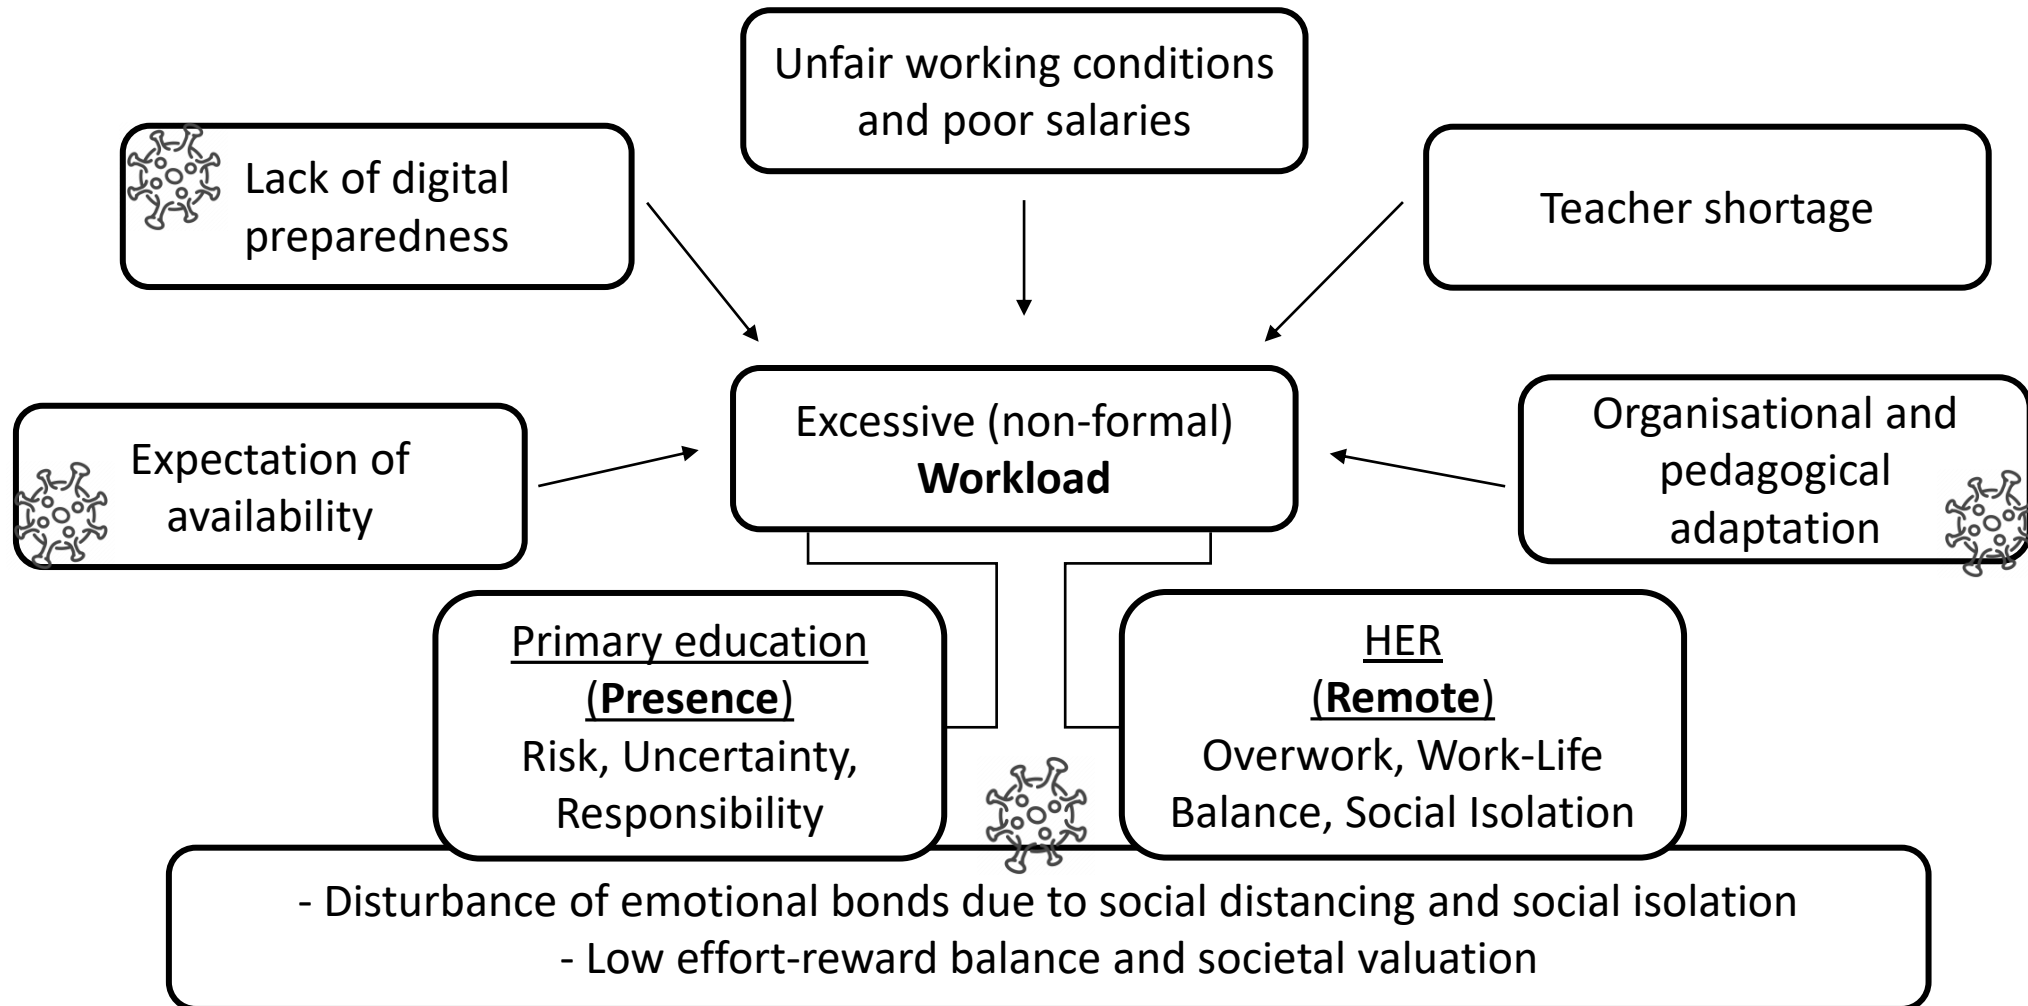 Unfair working conditions
and poor salaries
Lack of digital
preparedness
Teacher shortage
Expectation of
availability
Excessive (non-formal)
Workload
Organisational and
pedagogical
adaptation
Primary education
(Presence)
Risk, Uncertainty,
Responsibility
HER
(Remote)
Overwork, Work-Life
Balance, Social Isolation
- Disturbance of emotional bonds due to social distancing and social isolation
- Low effort-reward balance and societal valuation